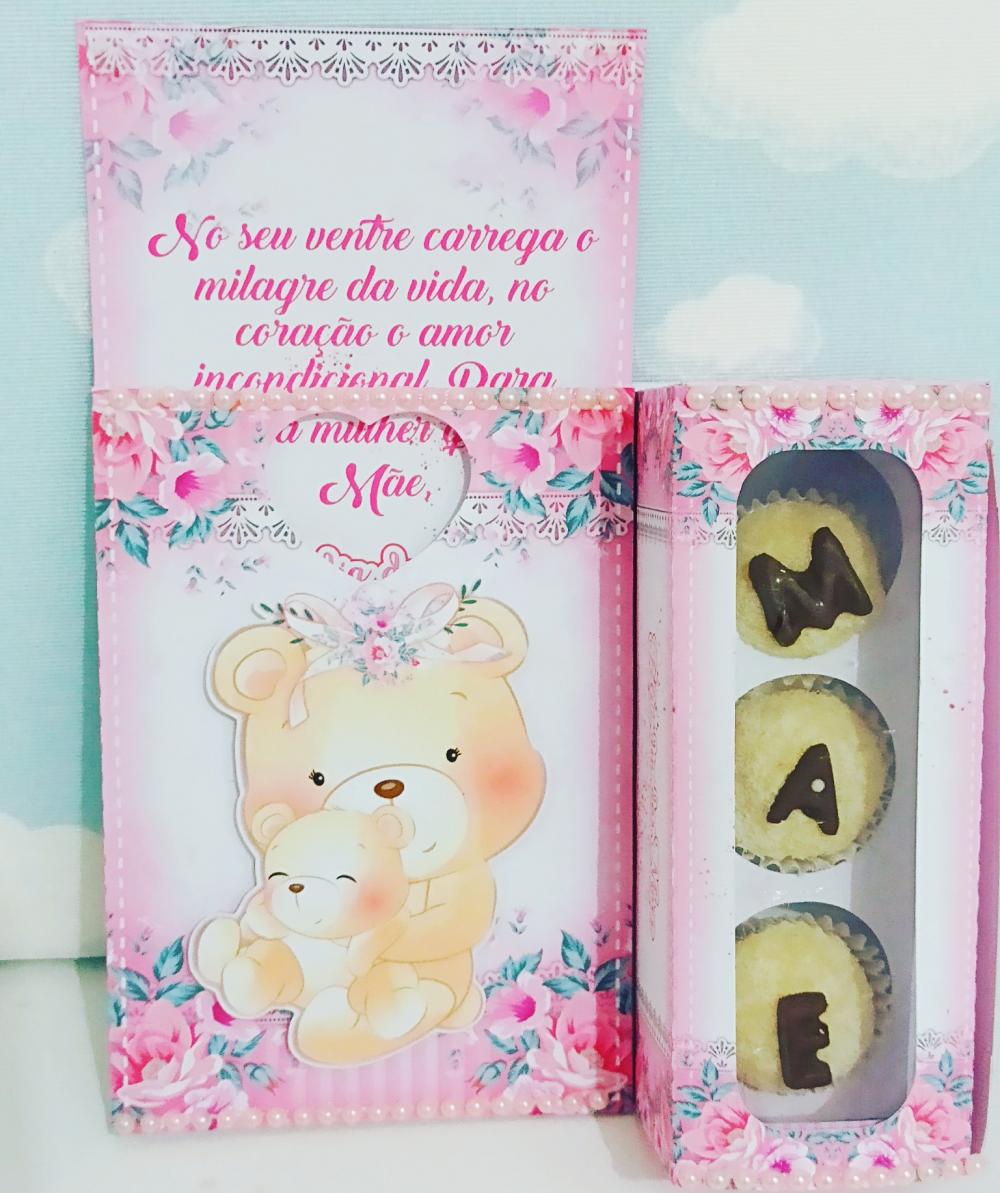 No seu ventre carrega o
milagre da vida, no
coração o amor
incondicional. Para
a mulher
Mãe,
M
A
E